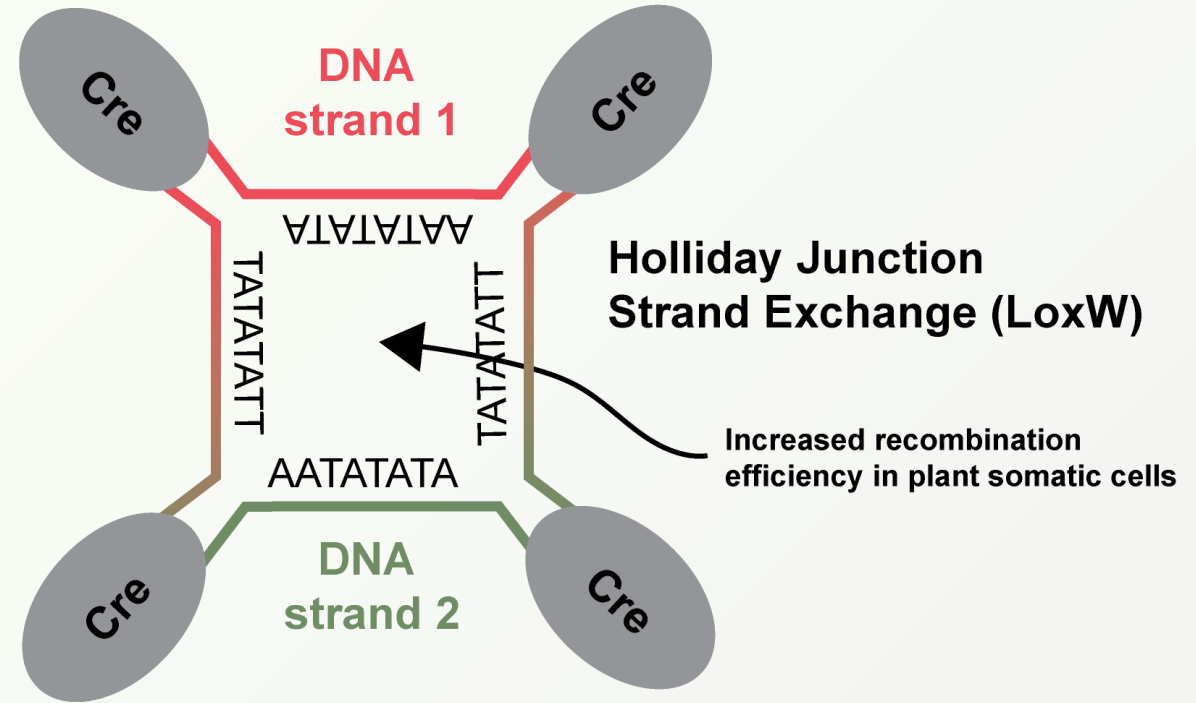 Cre
DNA
strand 1
Cre
AATATATA
TATATATT
TATATATT
Holliday Junction
Strand Exchange (LoxW)
AATATATA
Increased recombination
efficiency in plant somatic cells
DNA
strand 2
Cre
Cre